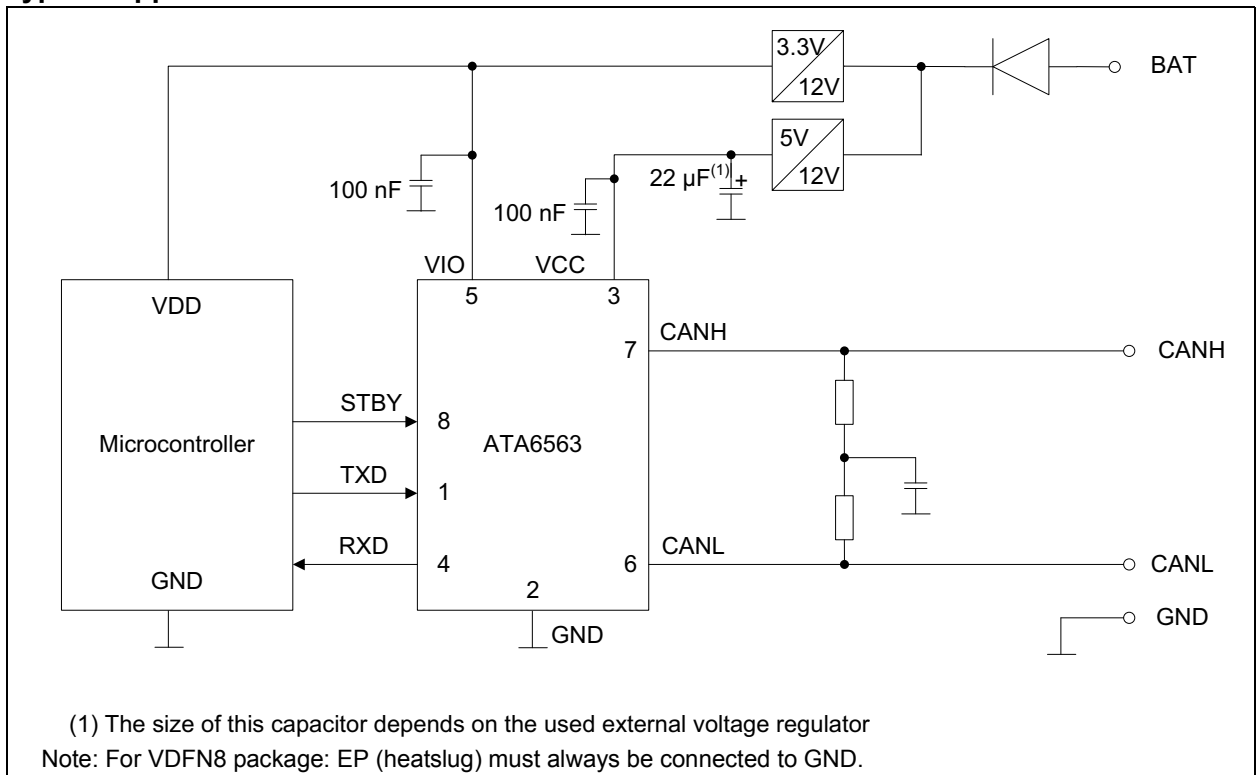 3.3V
12V
BAT
5V
12V
22 µF(1)
+
100 nF
100 nF
VIO
VCC
VDD
5
3
CANH
7
CANH
STBY
8
Microcontroller
ATA6563
TXD
1
RXD
4
CANL
6
CANL
GND
2
GND
GND
(1) The size of this capacitor depends on the used external voltage regulator
Note: For VDFN8 package: EP (heatslug) must always be connected to GND.